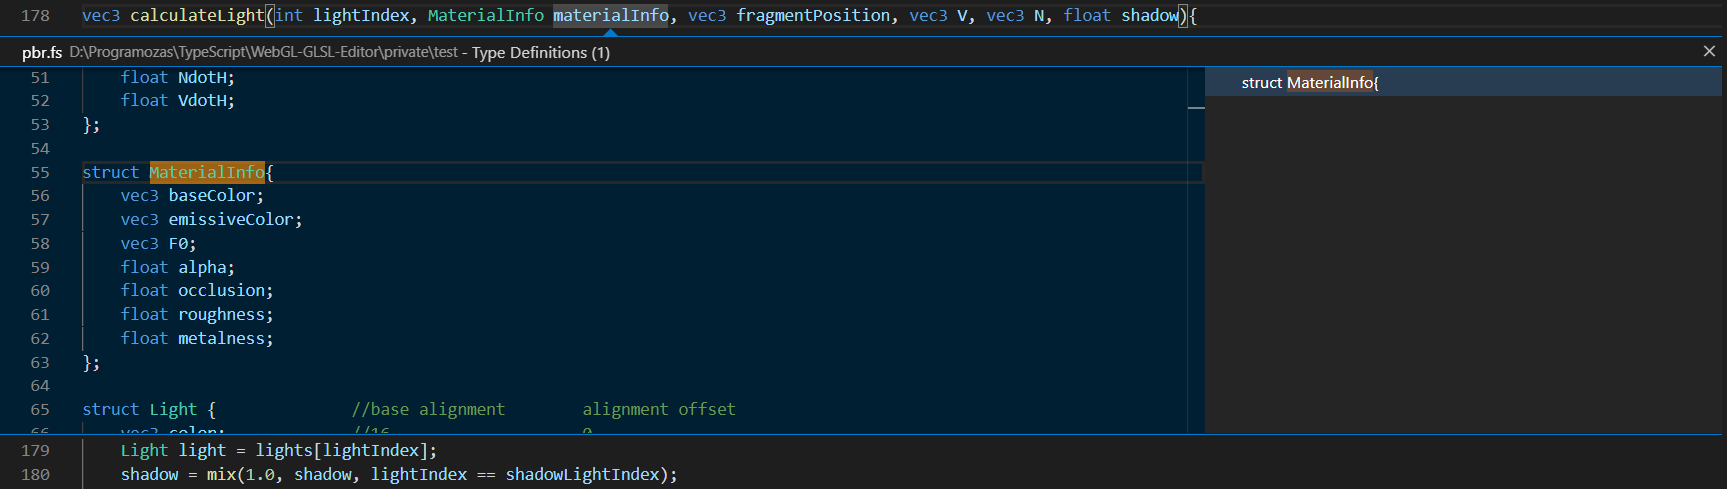 178 vec3 calculateLight(int lightIndex, MaterialInfo materialInfo, vec3 fragmentPosition, vec3 V, vec3 N, float shadow){
pbr.fs D:\Programozas\TypeScript\WebGL-GLSL-Editor\private\test - Type Definitions (1)
51 float NdotH;
struct MaterialInfo{
52 float VdotH;
53 };
54
55 struct MaterialInfo{
56 vec3 baseColor;
57 vec3 emissiveColor;
58 vec3 F0;
59 float alpha;
60 float occlusion;
61 float roughness;
62 float metalness;
63 };
64
65 struct Light { //base alignment alignment offset
66 vec3 color; //16 0
179 Light light = lights[lightIndex];
180 shadow = mix(1.0, shadow, lightIndex == shadowLightIndex);